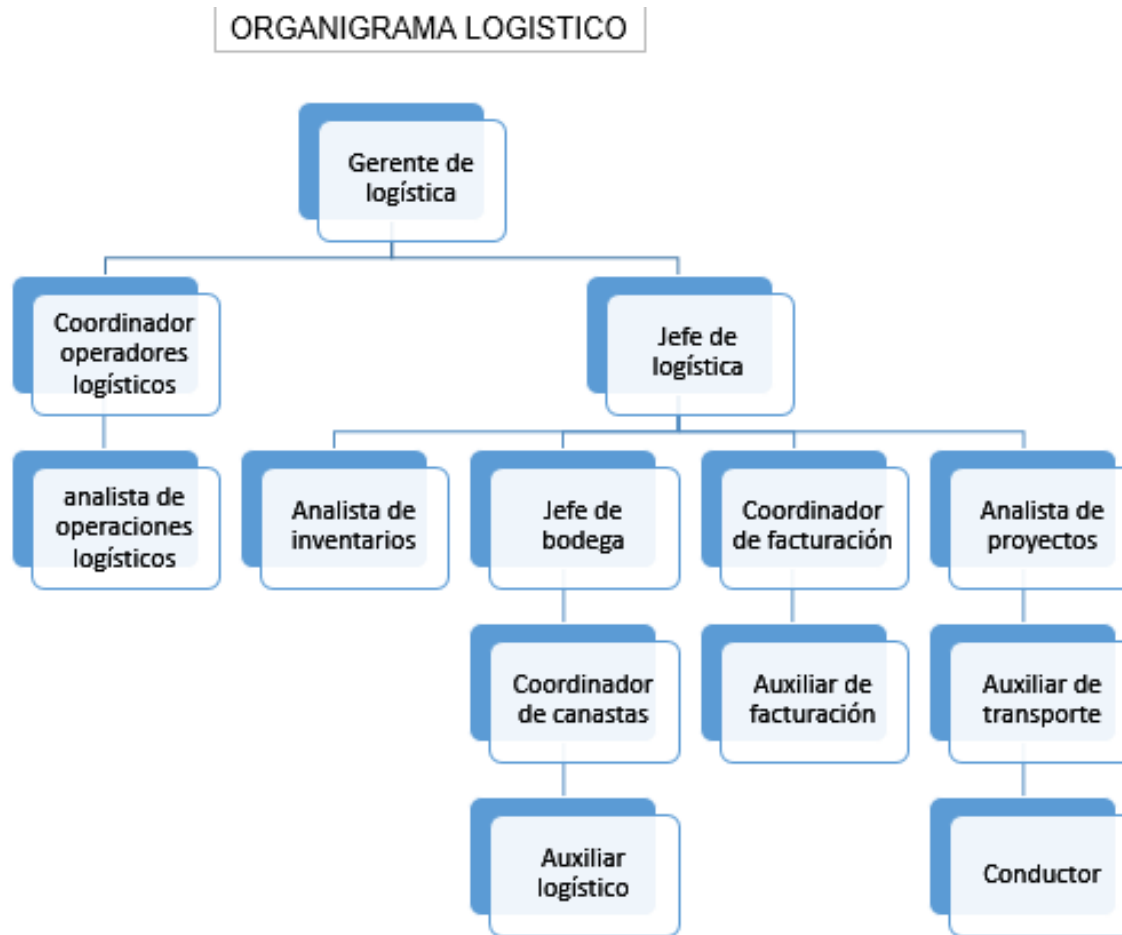 ORGANIGRAMA LOGISTICO
Gerente de
logística
Coordinador
operadores
logísticos
Jefe de
logística
analista de
operaciones
logísticos
Analista de
inventarios
Jefe de
bodega
Coordinador
de facturación
Analista de
proyectos
Coordinador
de canastas
Auxiliar de
facturación
Auxiliar de
transporte
Auxiliar
logístico
Conductor